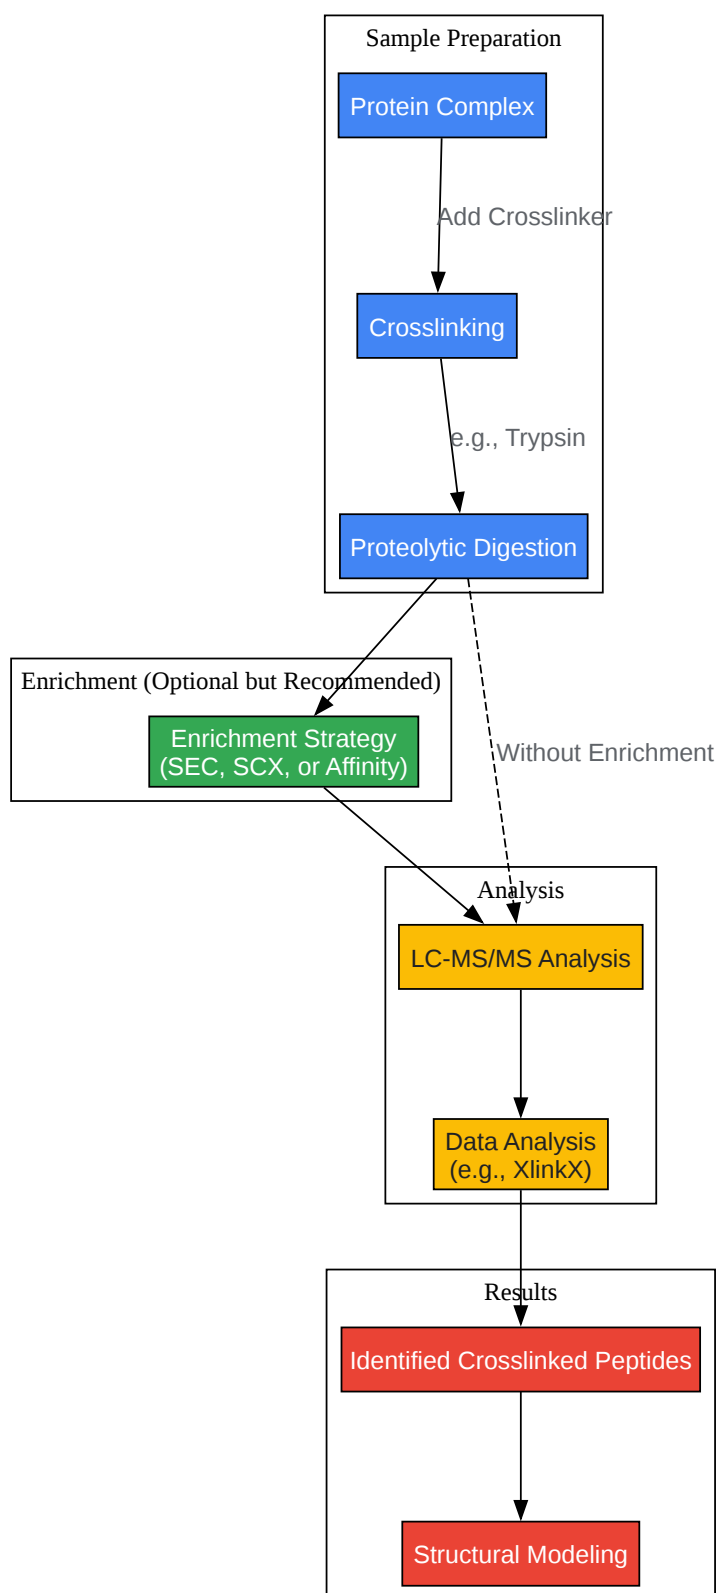 Sample Preparation
Protein Complex
Add Crosslinker
Crosslinking
e.g., Trypsin
Proteolytic Digestion
Enrichment (Optional but Recommended)
Enrichment Strategy
(SEC, SCX, or Affinity)
Without Enrichment
Analysis
LC-MS/MS Analysis
Data Analysis
(e.g., XlinkX)
Results
Identified Crosslinked Peptides
Structural Modeling